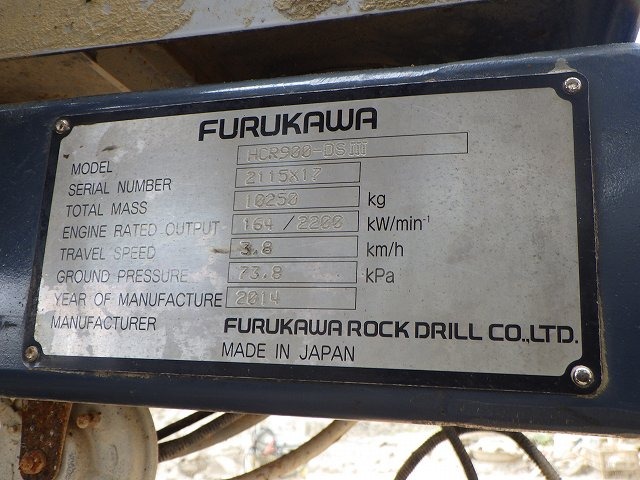 FURUKAWA
MODEL HCR900-DSIII
SERIAL NUMBER 2115X17
TOTAL MASS 10250 kg
ENGINE RATED OUTPUT 164 / 2200 kW/min⁻¹
TRAVEL SPEED 3.8 km/h
GROUND PRESSURE 73.8 kPa
YEAR OF MANUFACTURE 2014
MANUFACTURER FURUKAWA ROCK DRILL CO.,LTD.
MADE IN JAPAN